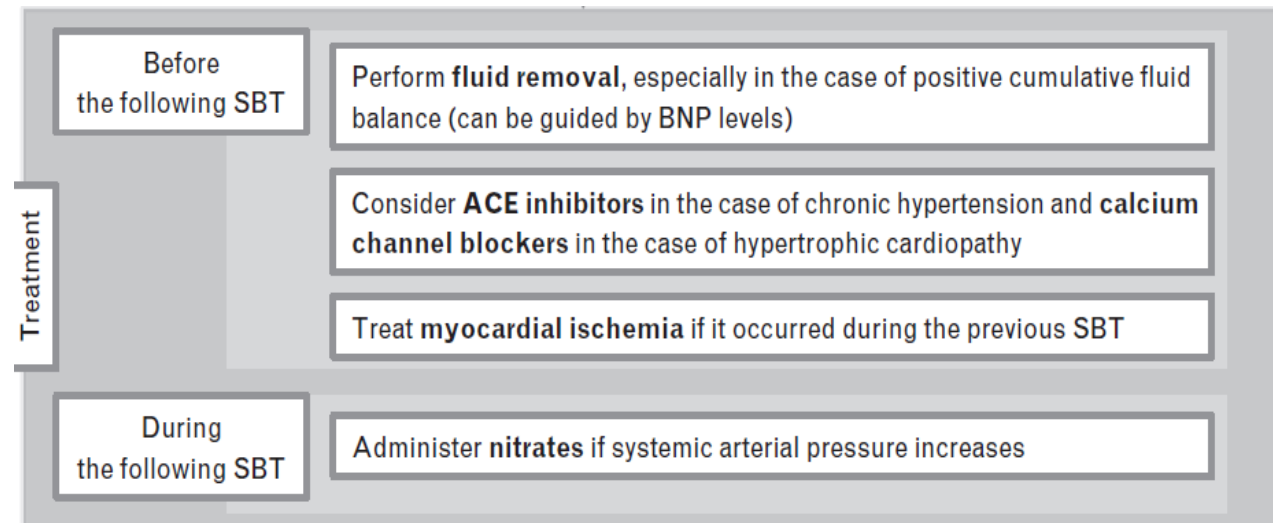 Treatment
Before
the following SBT
Perform fluid removal, especially in the case of positive cumulative fluid
balance (can be guided by BNP levels)
Consider ACE inhibitors in the case of chronic hypertension and calcium
channel blockers in the case of hypertrophic cardiopathy
Treat myocardial ischemia if it occurred during the previous SBT
During
the following SBT
Administer nitrates if systemic arterial pressure increases